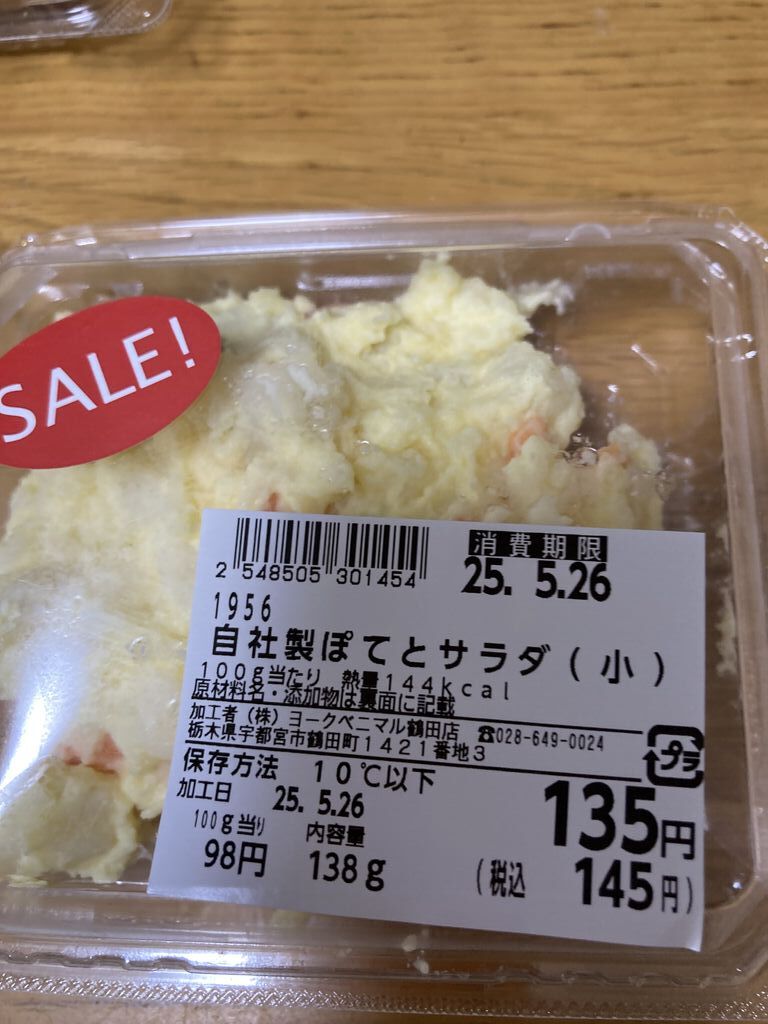 SALE!
2 548505 301454
消費期限
25. 5.26
1956
自社製ぽてとサラダ(小)
100g当たり 熱量144kcal
原材料名・添加物は裏面に記載
加工者(株)ヨークベニマル鶴田店 ☎028-649-0024
栃木県宇都宮市鶴田町1421番地3
プラ
保存方法 10℃以下
加工日 25. 5.26
100g当り 内容量
98円 138g
135円
(税込 145円)